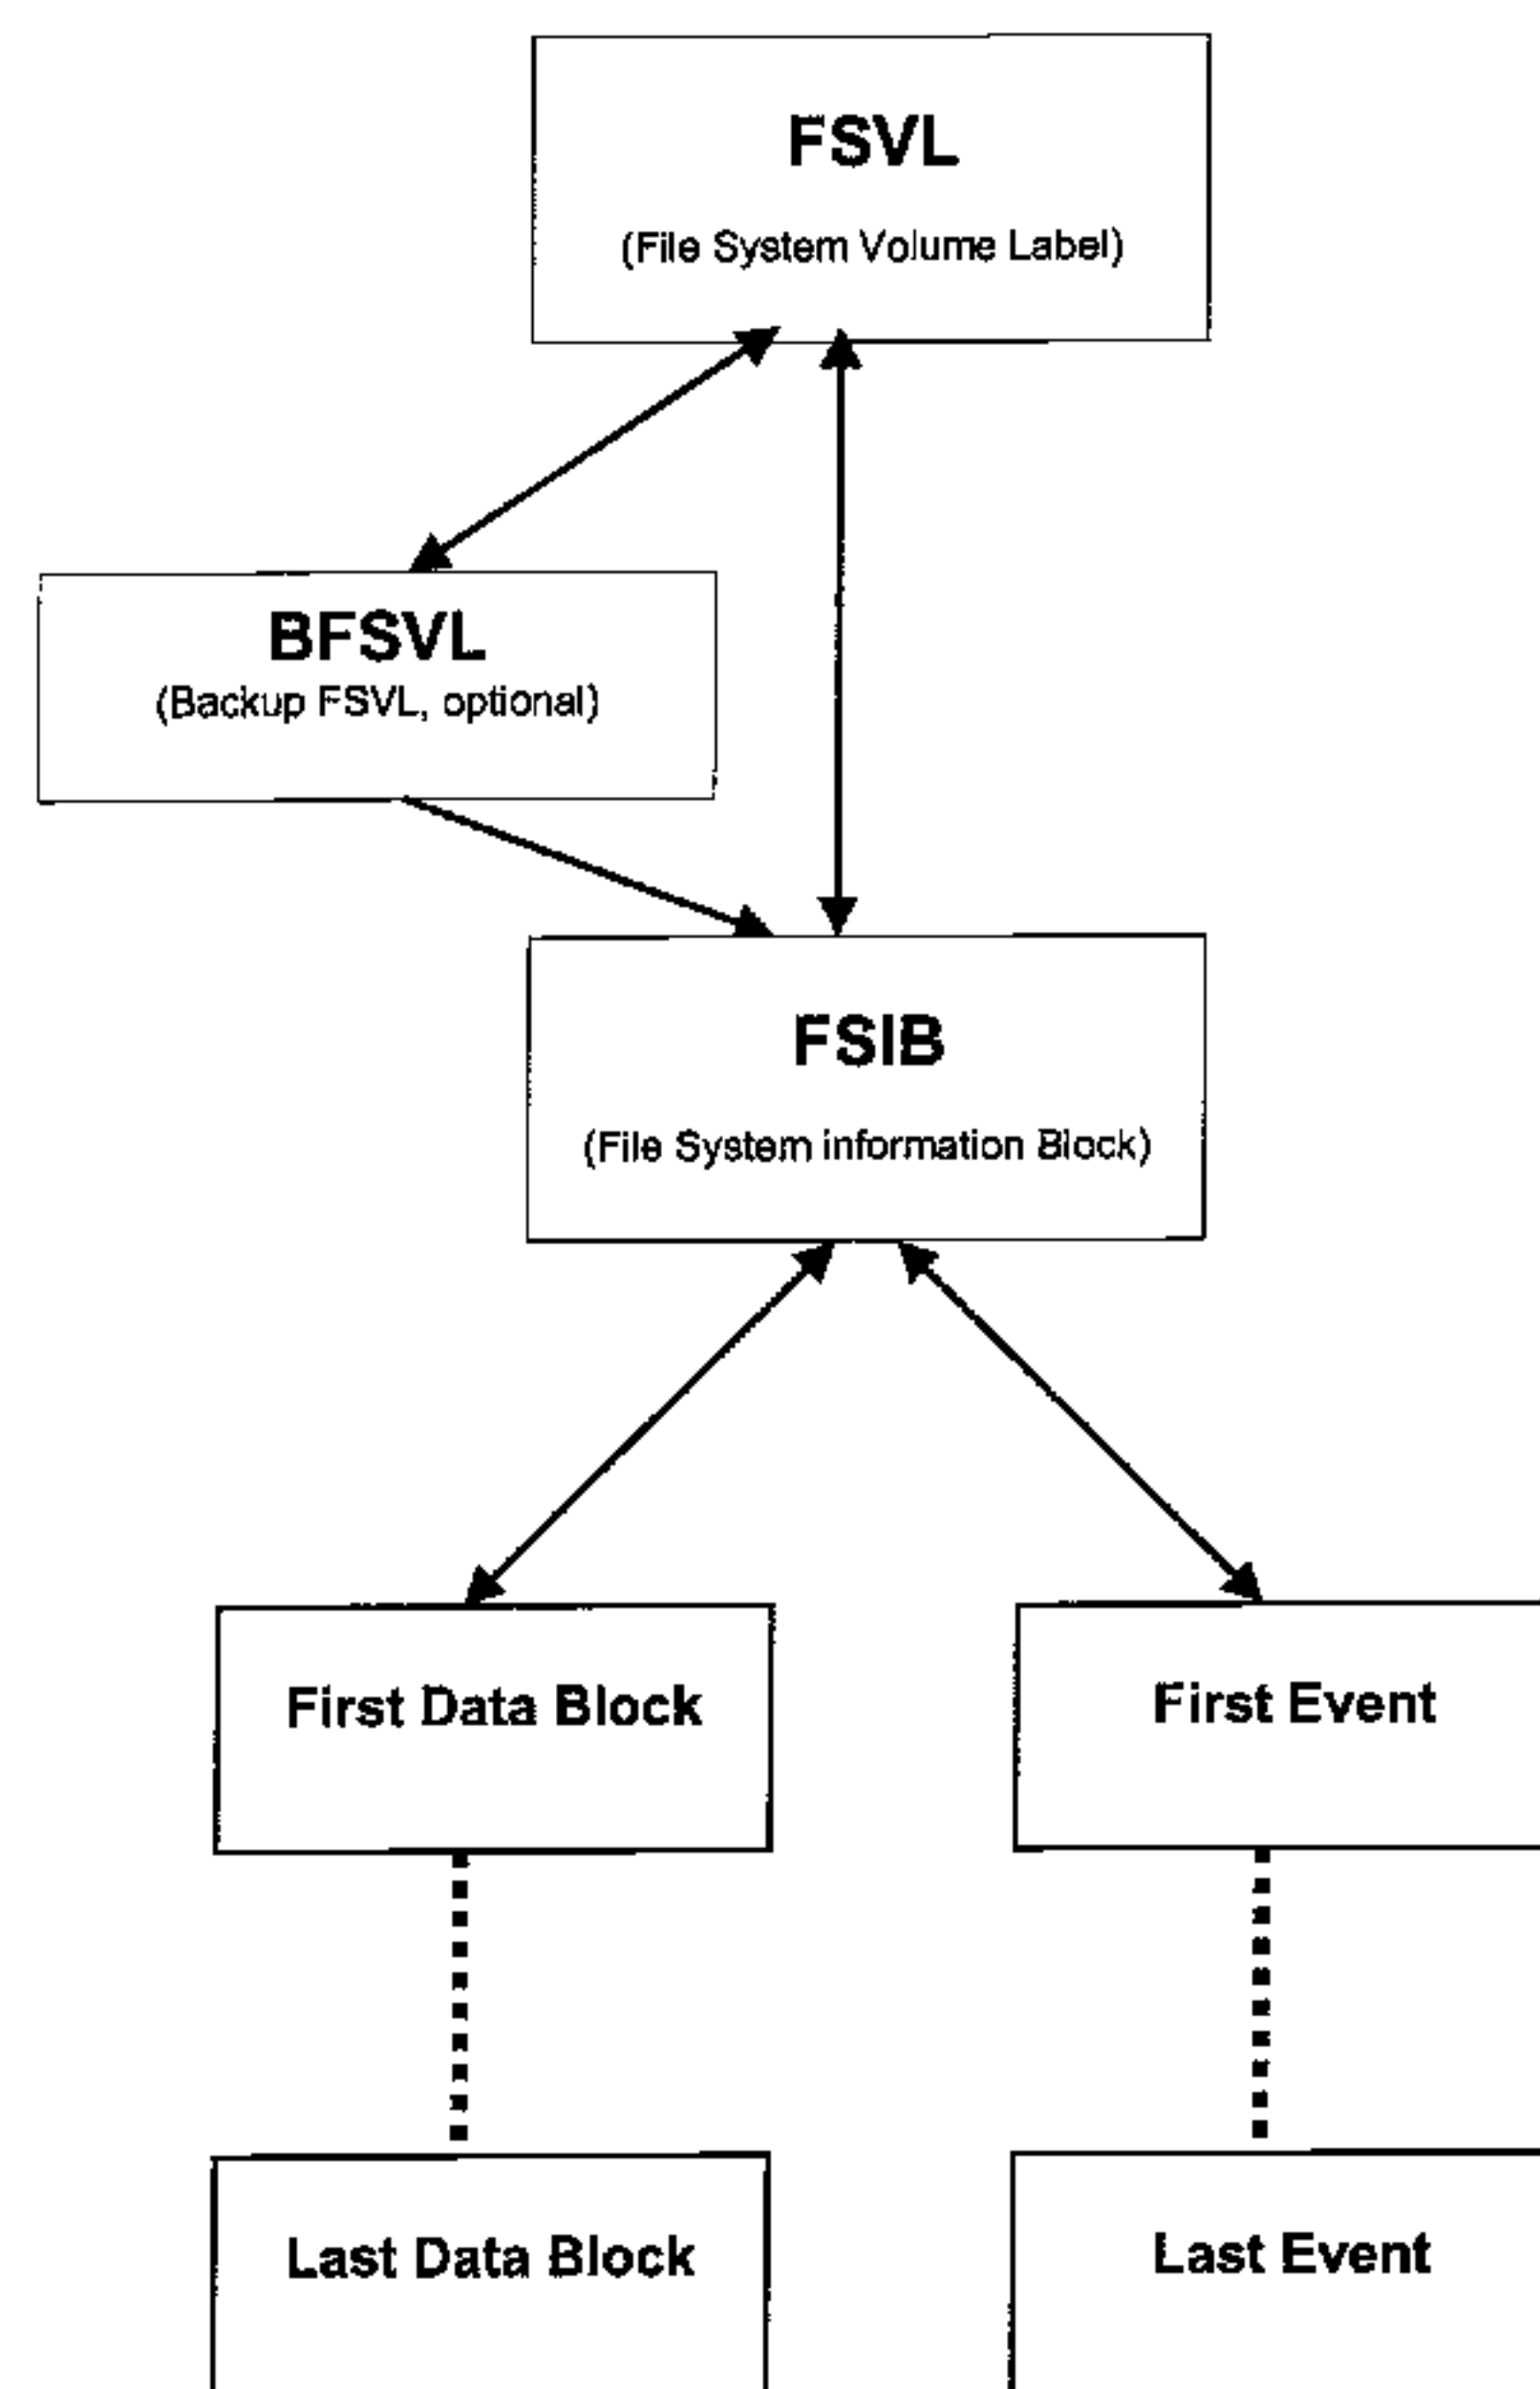 FSVL
(File System Volume Label)
BFSVL
(Backup FSVL, optional)
FSIB
(File System information Block)
First Data Block
First Event
Last Data Block
Last Event